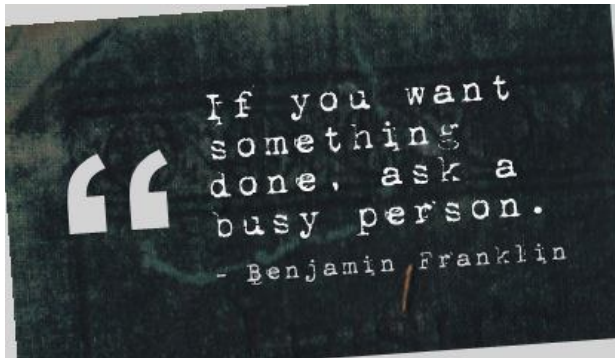 If you want
something
done, ask a
busy person.
- Benjamin Franklin